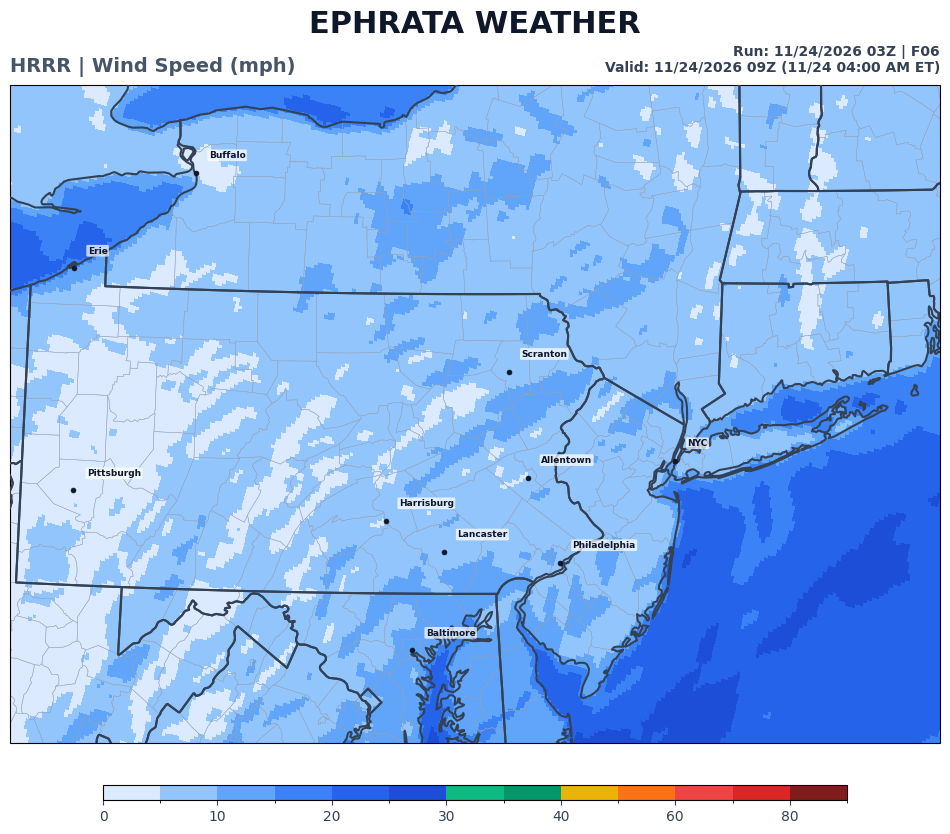 EPHRATA WEATHER
HRRR | Wind Speed (mph)
Run: 11/24/2026 03Z | F06
Valid: 11/24/2026 09Z (11/24 04:00 AM ET)
Buffalo
Erie
Scranton
NYC
Allentown
Pittsburgh
Harrisburg
Lancaster
Philadelphia
Baltimore
0 10 20 30 40 50 60 70 80